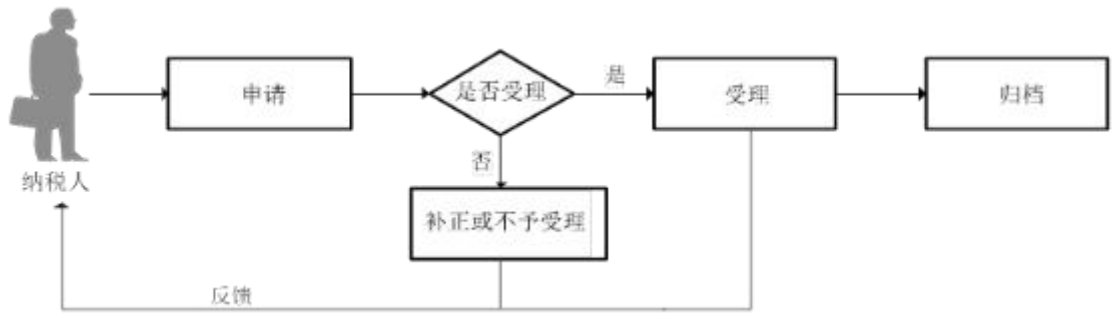 纳税人
申请
是否受理
是
受理
归档
否
补正或不予受理
反馈